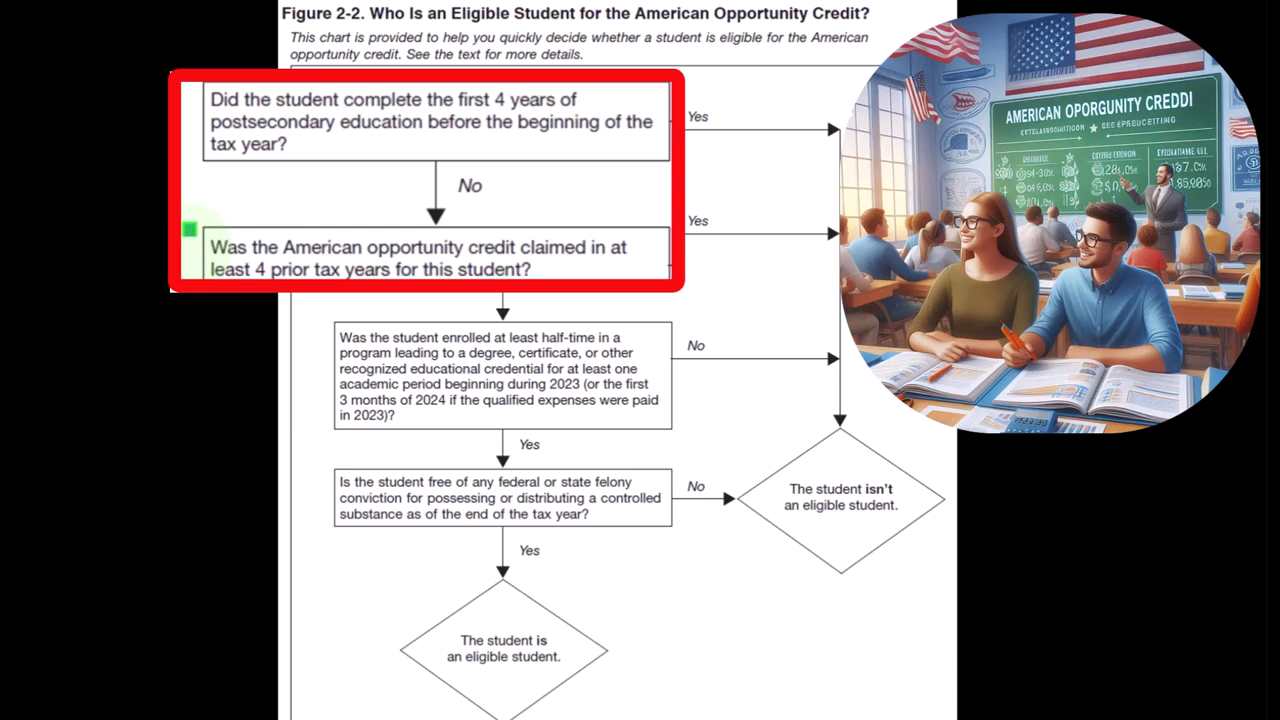 Figure 2-2. Who Is an Eligible Student for the American Opportunity Credit?
This chart is provided to help you quickly decide whether a student is eligible for the American
opportunity credit. See the text for more details.
Did the student complete the first 4 years of
postsecondary education before the beginning of the
tax year?
Yes
No
Was the American opportunity credit claimed in at
least 4 prior tax years for this student?
Yes
Was the student enrolled at least half-time in a
program leading to a degree, certificate, or other
recognized educational credential for at least one
academic period beginning during 2023 (or the first
3 months of 2024 if the qualified expenses were paid
in 2023)?
No
Yes
Is the student free of any federal or state felony
conviction for possessing or distributing a controlled
substance as of the end of the tax year?
No
The student isn't
an eligible student.
Yes
The student is
an eligible student.
AMERICAN OPORGUNITY CREDDI